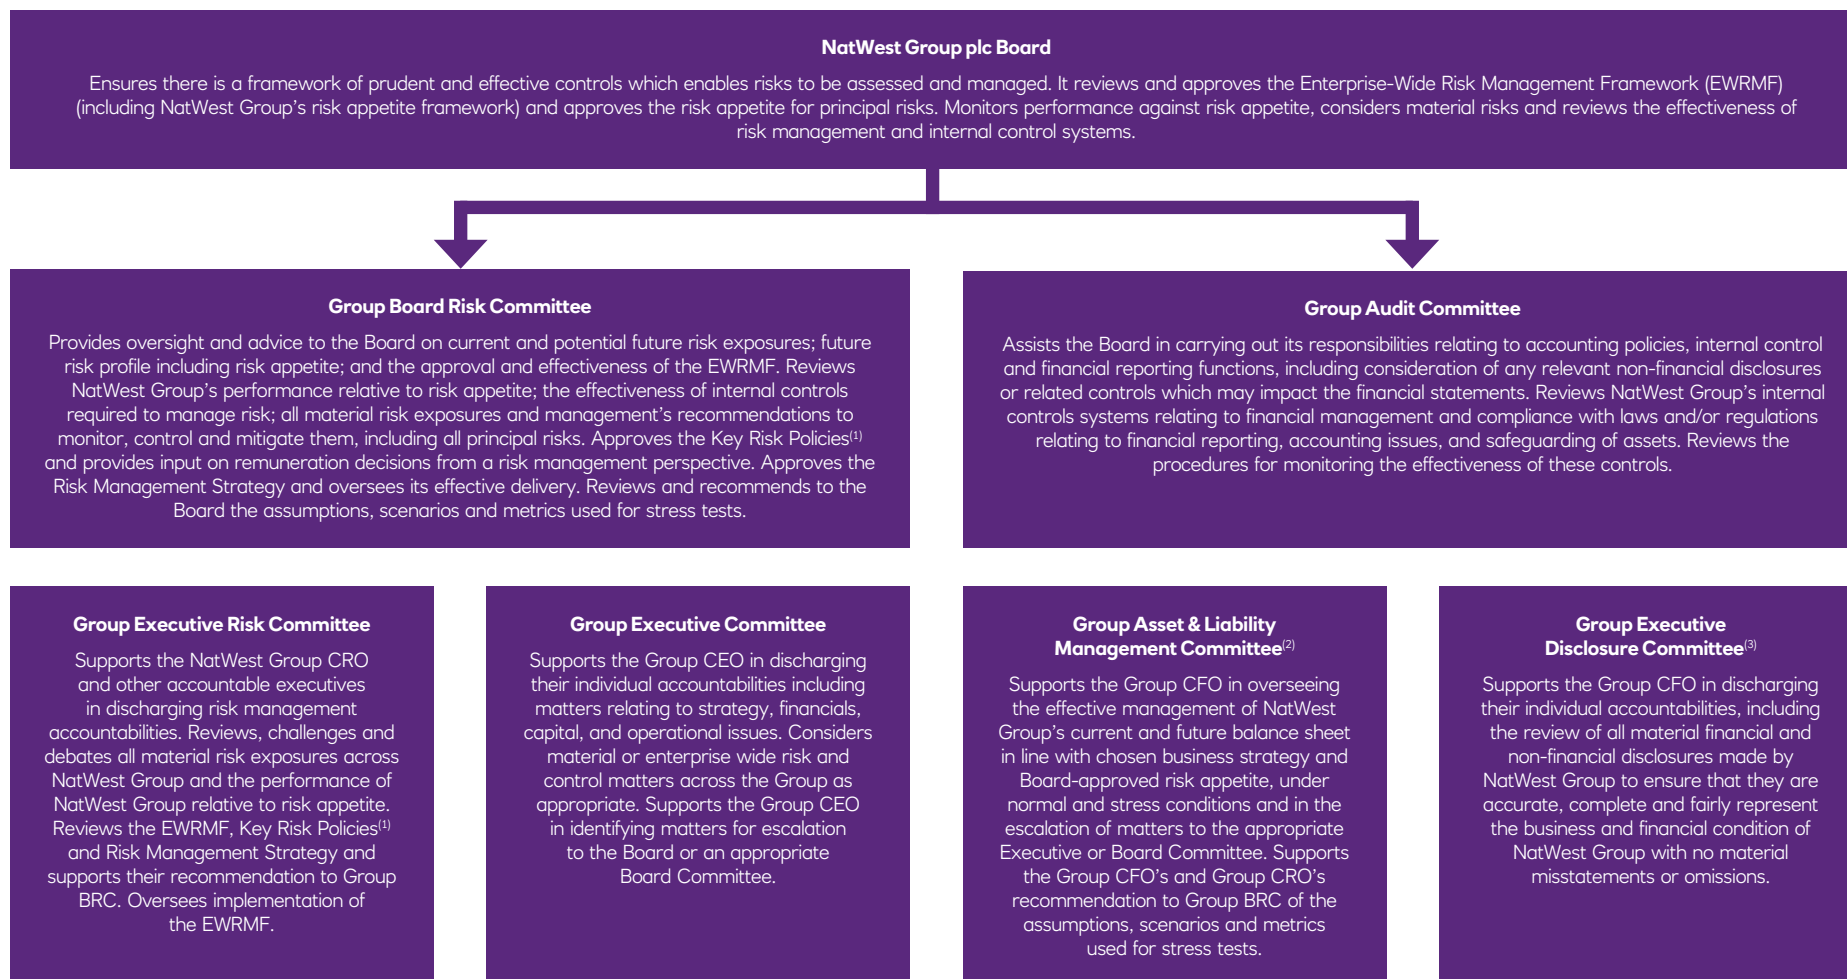 NatWest Group plc Board
Ensures there is a framework of prudent and effective controls which enables risks to be assessed and managed. It reviews and approves the Enterprise-Wide Risk Management Framework (EWRMF)
(including NatWest Group's risk appetite framework) and approves the risk appetite for principal risks. Monitors performance against risk appetite, considers material risks and reviews the effectiveness of
risk management and internal control systems.
Group Board Risk Committee
Provides oversight and advice to the Board on current and potential future risk exposures; future
risk profile including risk appetite; and the approval and effectiveness of the EWRMF. Reviews
NatWest Group's performance relative to risk appetite; the effectiveness of internal controls
required to manage risk; all material risk exposures and management's recommendations to
monitor, control and mitigate them, including all principal risks. Approves the Key Risk Policies(1)
and provides input on remuneration decisions from a risk management perspective. Approves the
Risk Management Strategy and oversees its effective delivery. Reviews and recommends to the
Board the assumptions, scenarios and metrics used for stress tests.
Group Audit Committee
Assists the Board in carrying out its responsibilities relating to accounting policies, internal control
and financial reporting functions, including consideration of any relevant non-financial disclosures
or related controls which may impact the financial statements. Reviews NatWest Group's internal
controls systems relating to financial management and compliance with laws and/or regulations
relating to financial reporting, accounting issues, and safeguarding of assets. Reviews the
procedures for monitoring the effectiveness of these controls.
Group Executive Risk Committee
Supports the NatWest Group CRO
and other accountable executives
in discharging risk management
accountabilities. Reviews, challenges and
debates all material risk exposures across
NatWest Group and the performance of
NatWest Group relative to risk appetite.
Reviews the EWRMF, Key Risk Policies(1)
and Risk Management Strategy and
supports their recommendation to Group
BRC. Oversees implementation of
the EWRMF.
Group Executive Committee
Supports the Group CEO in discharging
their individual accountabilities including
matters relating to strategy, financials,
capital, and operational issues. Considers
material or enterprise wide risk and
control matters across the Group as
appropriate. Supports the Group CEO
in identifying matters for escalation
to the Board or an appropriate
Board Committee.
Group Asset & Liability
Management Committee(2)
Supports the Group CFO in overseeing
the effective management of NatWest
Group's current and future balance sheet
in line with chosen business strategy and
Board-approved risk appetite, under
normal and stress conditions and in the
escalation of matters to the appropriate
Executive or Board Committee. Supports
the Group CFO's and Group CRO's
recommendation to Group BRC of the
assumptions, scenarios and metrics
used for stress tests.
Group Executive
Disclosure Committee(3)
Supports the Group CFO in discharging
their individual accountabilities, including
the review of all material financial and
non-financial disclosures made by
NatWest Group to ensure that they are
accurate, complete and fairly represent
the business and financial condition of
NatWest Group with no material
misstatements or omissions.